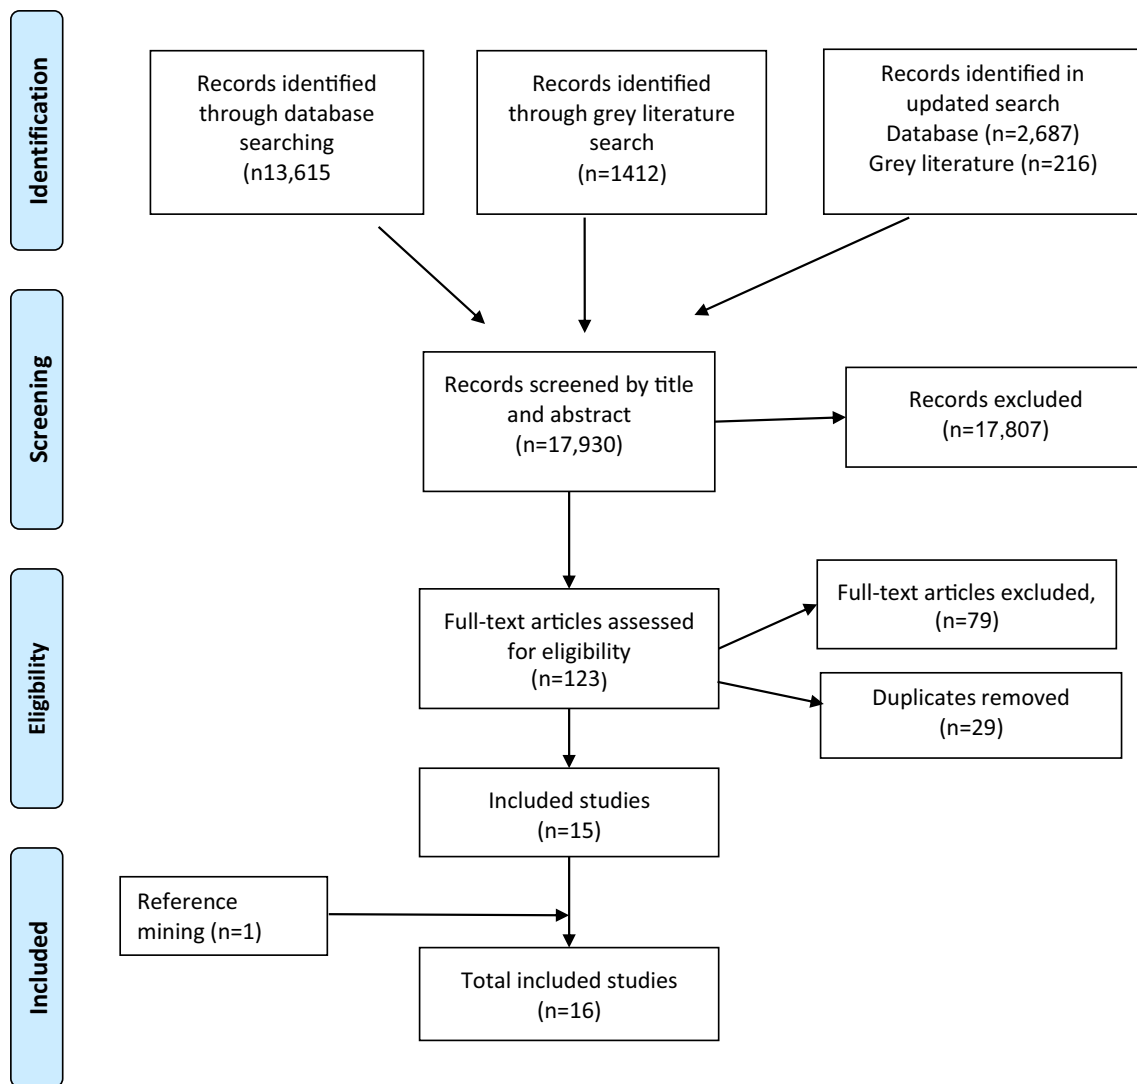 Identification
Records identified
through database
searching
(n13,615
Records identified
through grey literature
search
(n=1412)
Records identified in
updated search
Database (n=2,687)
Grey literature (n=216)
Screening
Records screened by title
and abstract
(n=17,930)
Records excluded
(n=17,807)
Eligibility
Full-text articles assessed
for eligibility
(n=123)
Full-text articles excluded,
(n=79)
Duplicates removed
(n=29)
Included studies
(n=15)
Included
Reference
mining (n=1)
Total included studies
(n=16)